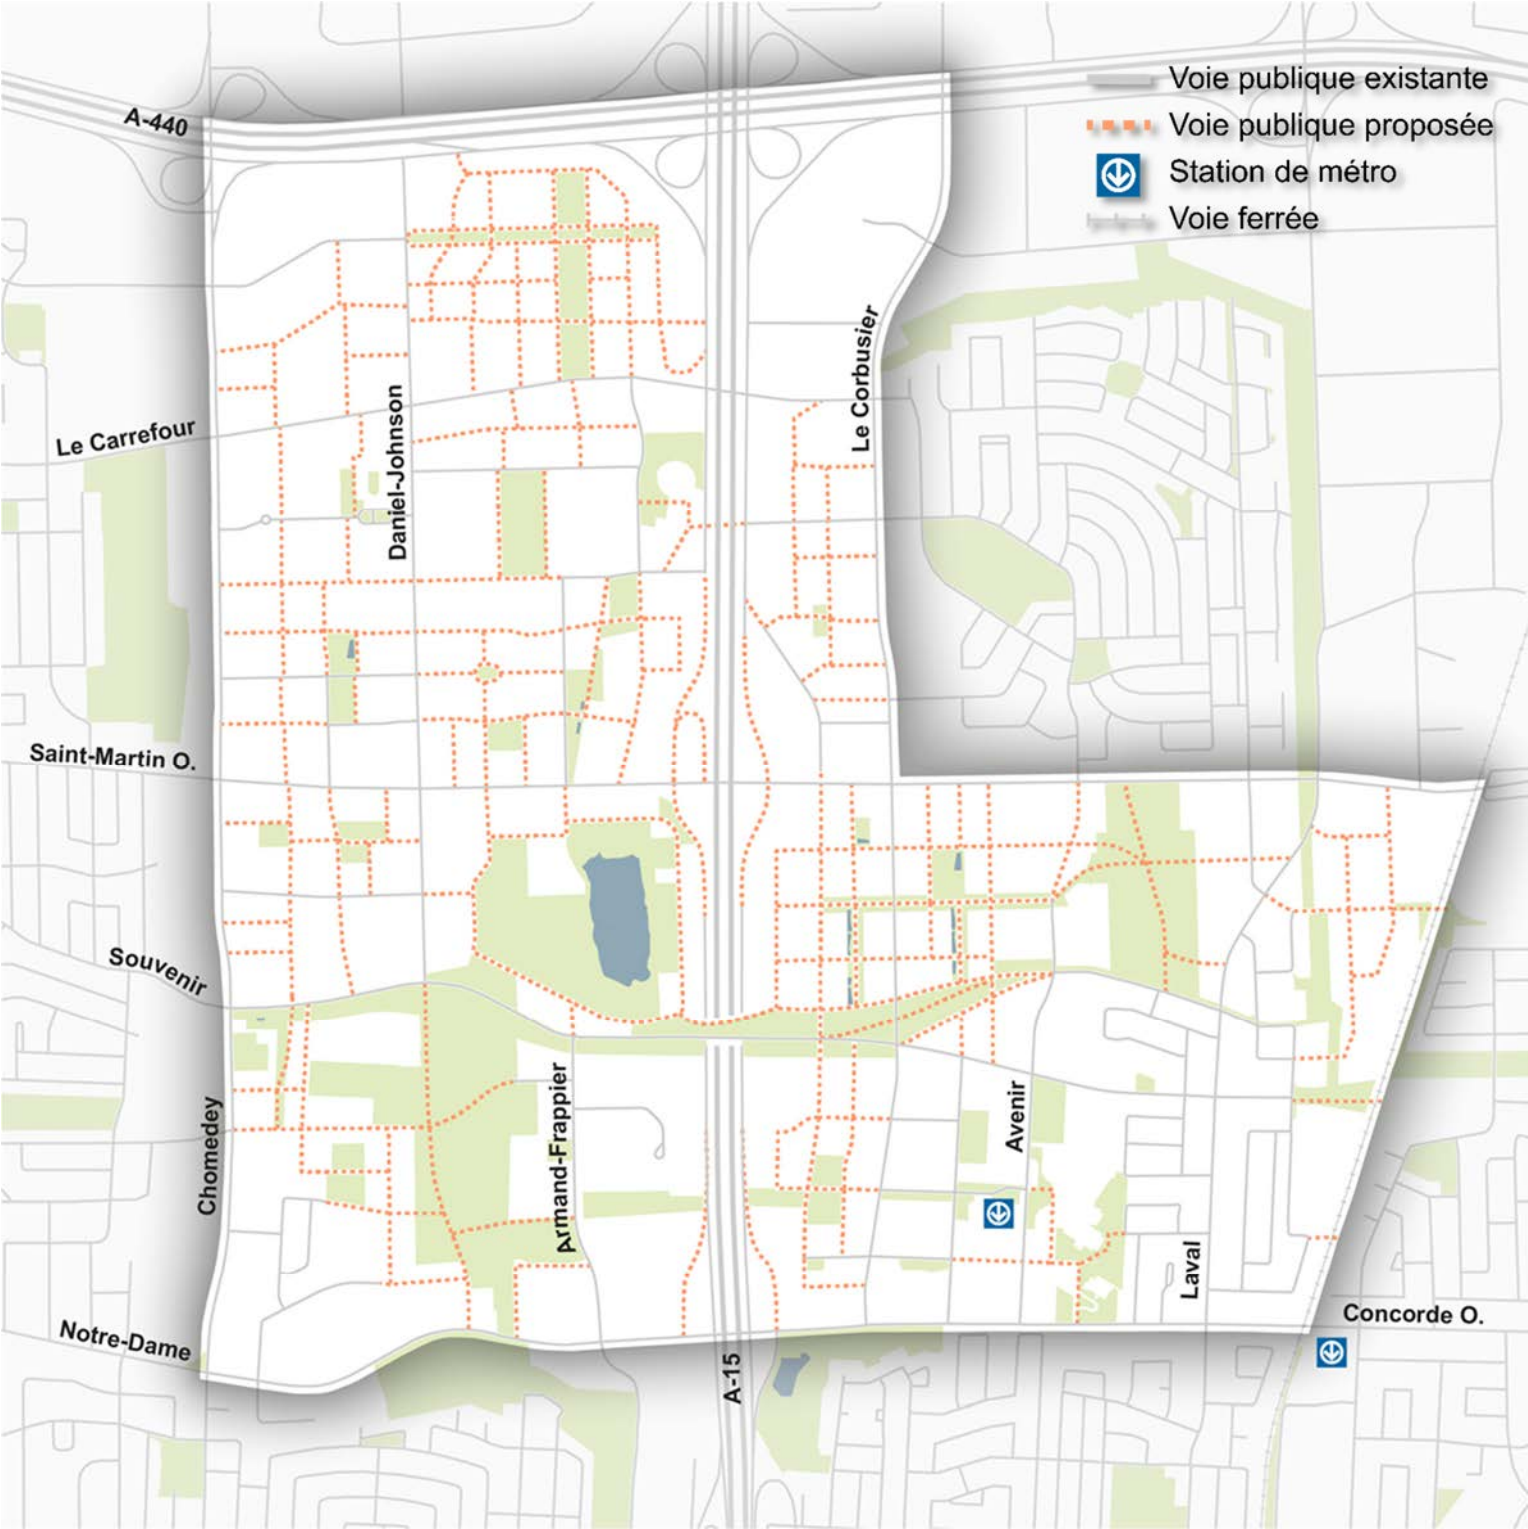 Voie publique existante
Voie publique proposée
Station de métro
Voie ferrée
A-440
Le Corbusier
Daniel-Johnson
Le Carrefour
Saint-Martin O.
Souvenir
Chomedey
Armand-Frappier
Avenir
Laval
Notre-Dame
Concorde O.
A-15